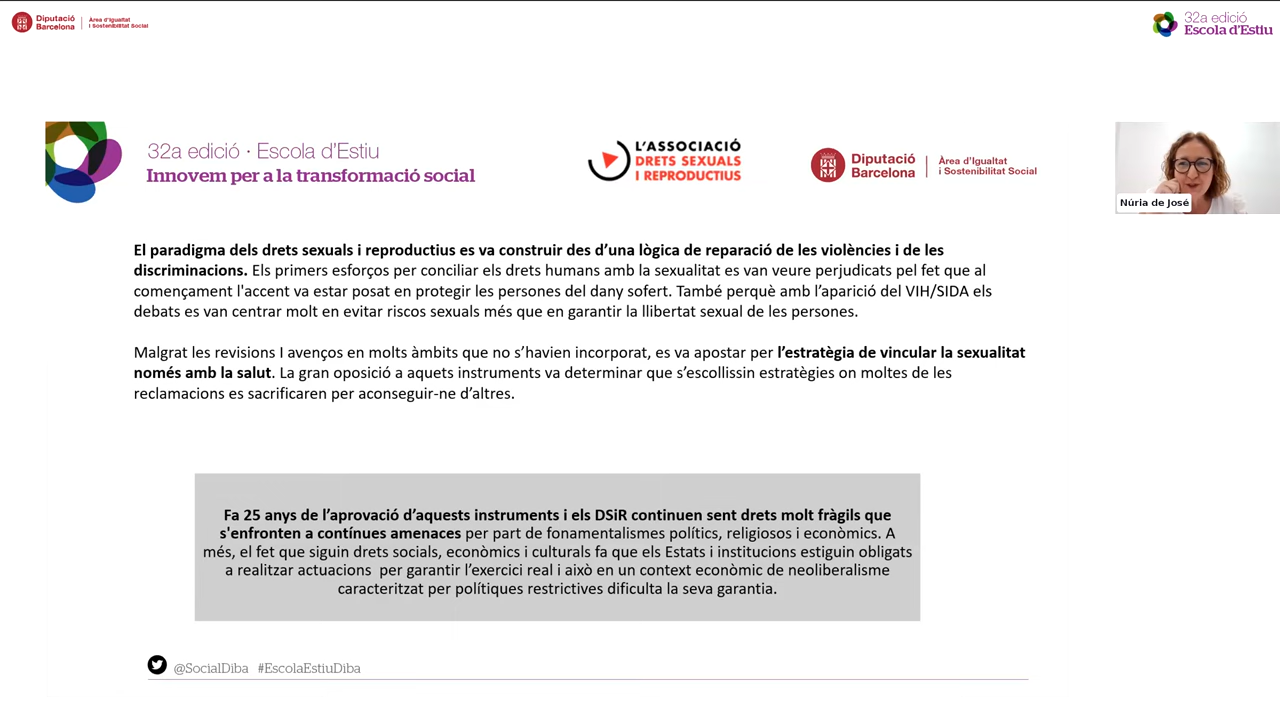 Diputació
Barcelona
Àrea d'Igualtat
i Sostenibilitat Social
32a edició
Escola d'Estiu
32a edició · Escola d'Estiu
Innovem per a la transformació social
L'ASSOCIACIÓ
DRETS SEXUALS
I REPRODUCTIUS
Diputació
Barcelona
Àrea d'Igualtat
i Sostenibilitat Social
Núria de José
El paradigma dels drets sexuals i reproductius es va construir des d'una lògica de reparació de les violències i de les
discriminacions. Els primers esforços per conciliar els drets humans amb la sexualitat es van veure perjudicats pel fet que al
començament l'accent va estar posat en protegir les persones del dany sofert. També perquè amb l'aparició del VIH/SIDA els
debats es van centrar molt en evitar riscos sexuals més que en garantir la llibertat sexual de les persones.
Malgrat les revisions I avenços en molts àmbits que no s'havien incorporat, es va apostar per l'estratègia de vincular la sexualitat
només amb la salut. La gran oposició a aquets instruments va determinar que s'escollissin estratègies on moltes de les
reclamacions es sacrificaren per aconseguir-ne d'altres.
Fa 25 anys de l'aprovació d'aquests instruments i els DSiR continuen sent drets molt fràgils que
s'enfronten a contínues amenaces per part de fonamentalismes polítics, religiosos i econòmics. A
més, el fet que siguin drets socials, econòmics i culturals fa que els Estats i institucions estiguin obligats
a realitzar actuacions  per garantir l'exercici real i això en un context econòmic de neoliberalisme
caracteritzat per polítiques restrictives dificulta la seva garantia.
@SocialDiba #EscolaEstiuDiba